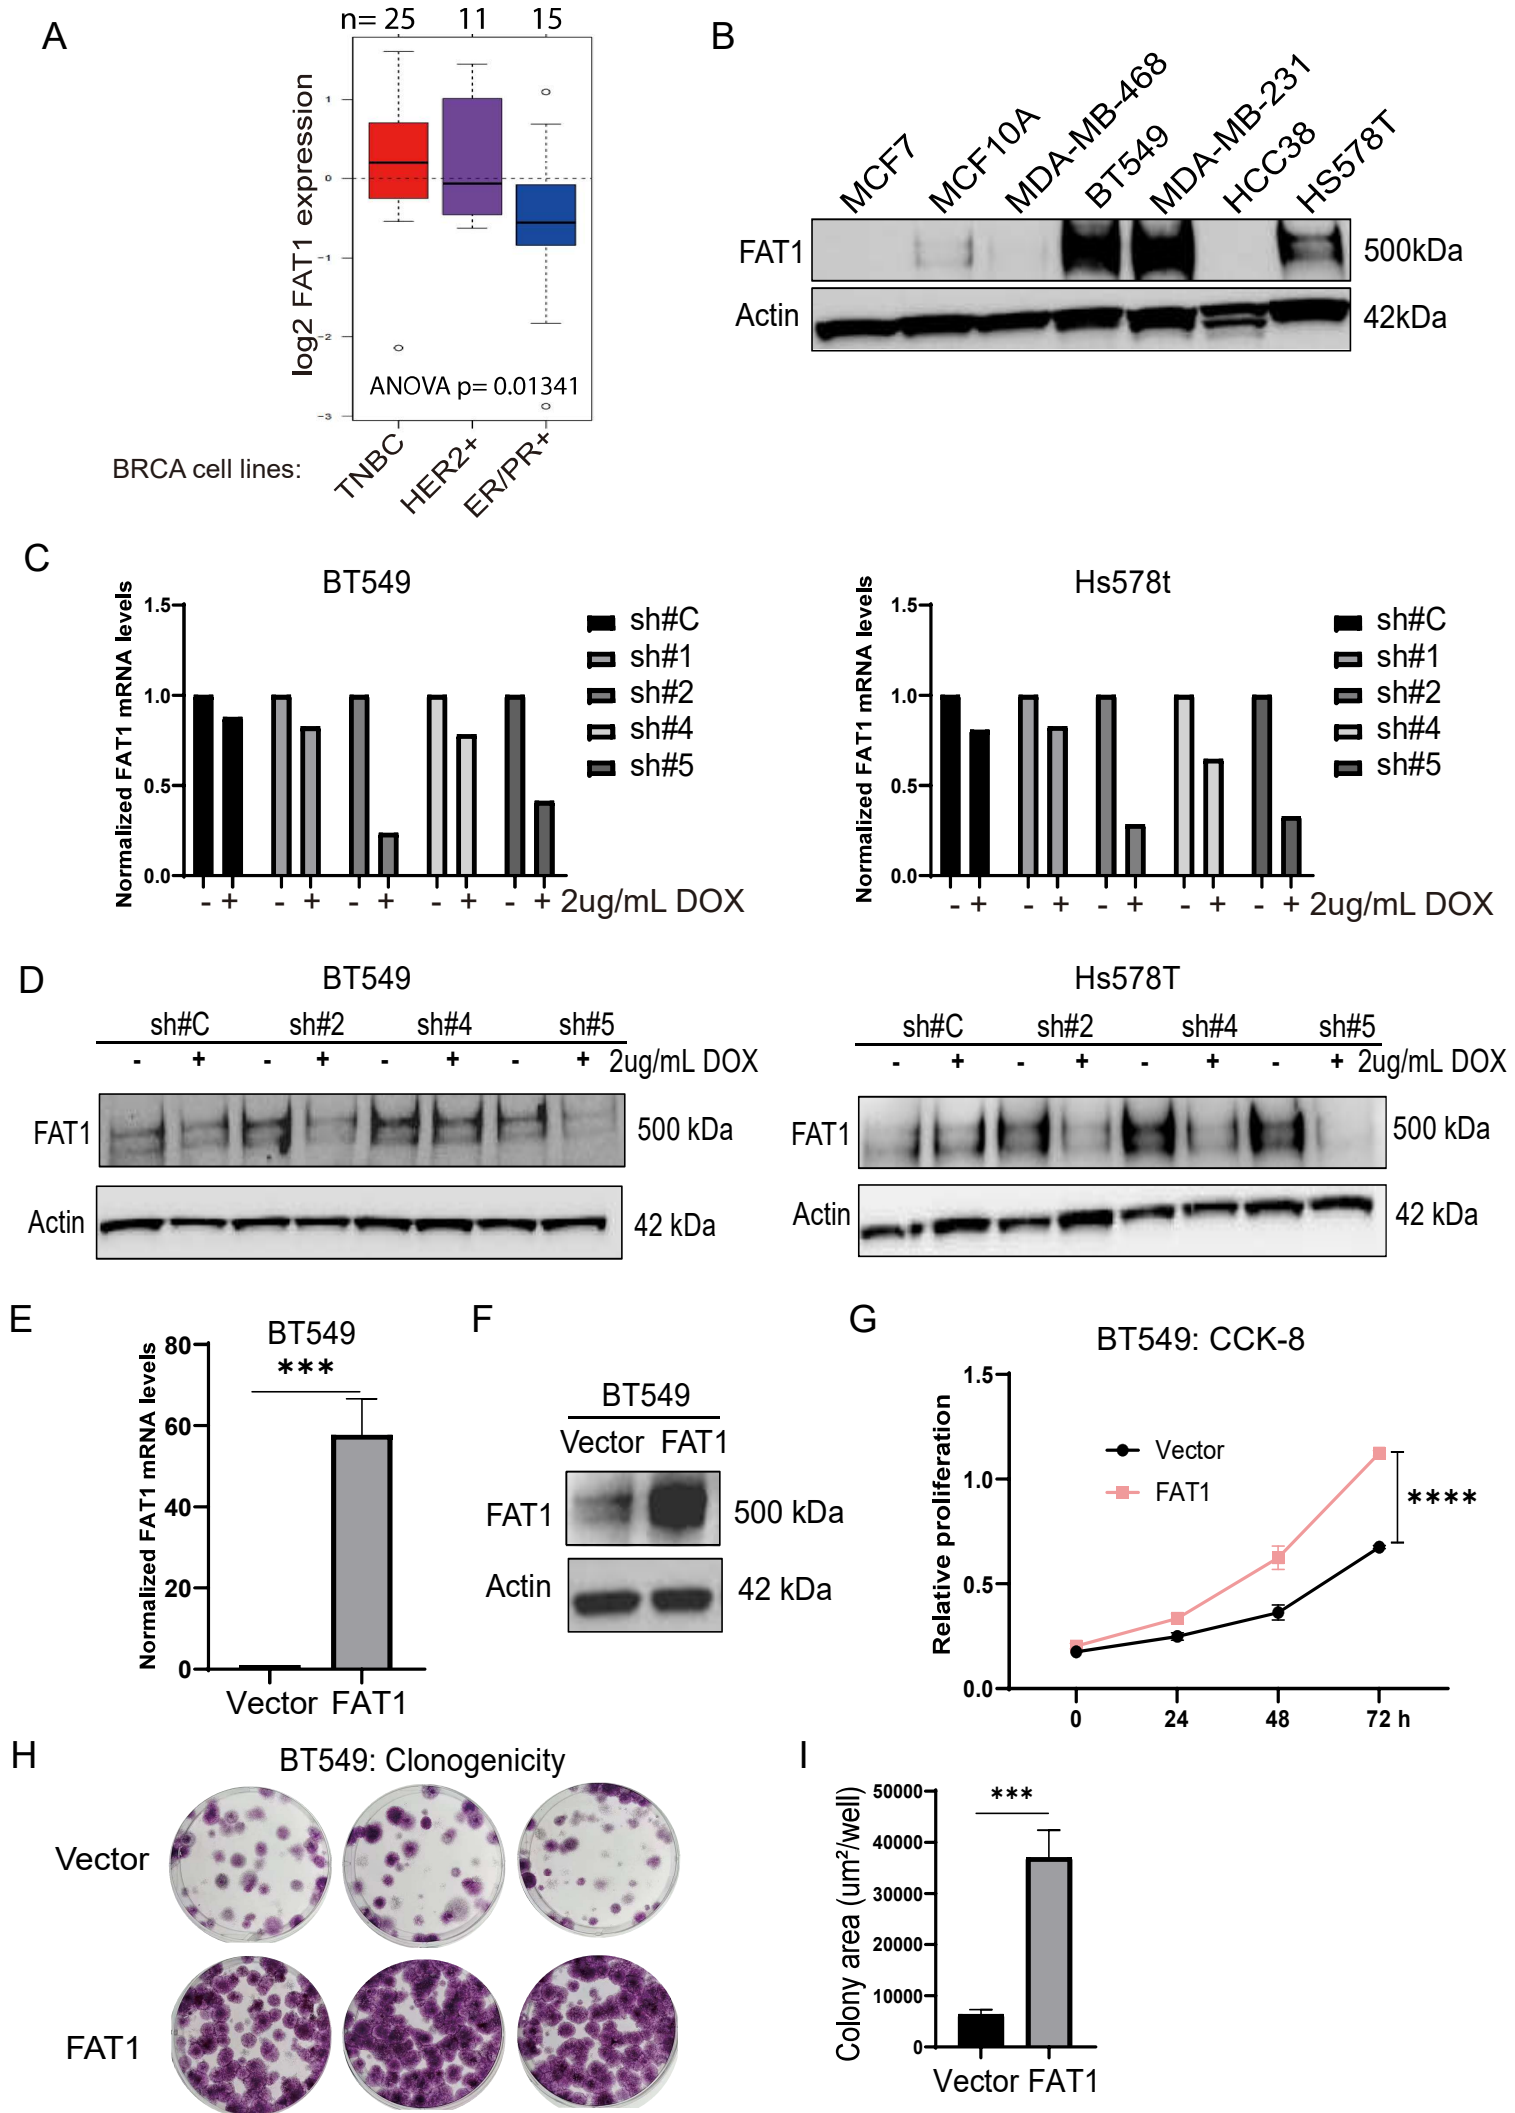 A
n= 25 11 15
log2 FAT1 expression
1
0
-1
-2
-3
ANOVA p= 0.01341
BRCA cell lines:
TNBC
HER2+
ER/PR+
B
MCF7
MCF10A
MDA-MB-468
BT549
MDA-MB-231
HCC38
HS578T
FAT1
500kDa
Actin
42kDa
C
BT549
Normalized FAT1 mRNA levels
1.5
1.0
0.5
0.0
- + - + - + - + - + 2ug/mL DOX
sh#C
sh#1
sh#2
sh#4
sh#5
Hs578t
Normalized FAT1 mRNA levels
1.5
1.0
0.5
0.0
- + - + - + - + - + 2ug/mL DOX
sh#C
sh#1
sh#2
sh#4
sh#5
D
BT549
sh#C sh#2 sh#4 sh#5
- + - + - + - + 2ug/mL DOX
FAT1
500 kDa
Actin
42 kDa
Hs578T
sh#C sh#2 sh#4 sh#5
- + - + - + - + 2ug/mL DOX
FAT1
500 kDa
Actin
42 kDa
E
BT549
***
Normalized FAT1 mRNA levels
80
60
40
20
0
Vector FAT1
F
BT549
Vector FAT1
FAT1
500 kDa
Actin
42 kDa
G
BT549: CCK-8
Relative proliferation
1.5
1.0
0.5
0.0
Vector
FAT1
****
0 24 48 72 h
H
BT549: Clonogenicity
Vector
FAT1
I
Colony area (um²/well)
50000
40000
30000
20000
10000
0
***
Vector FAT1